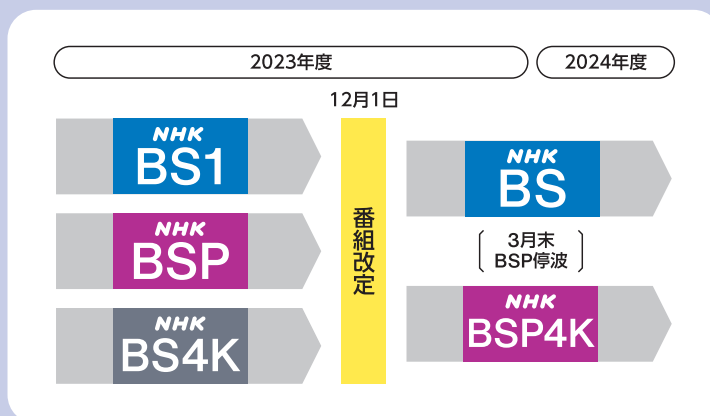 2023年度
2024年度
12月1日
NHK
BS1
NHK
BSP
NHK
BS4K
番組改定
NHK
BS
3月末
BSP停波
NHK
BSP4K